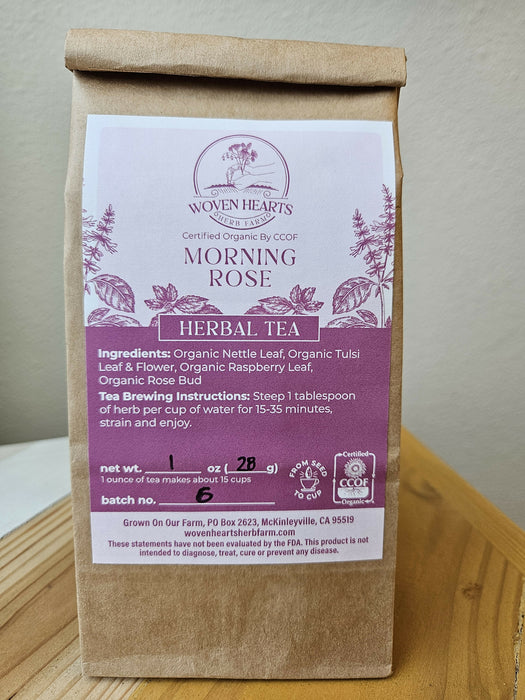 WOVEN HEARTS
HERB FARM
Certified Organic By CCOF
MORNING
ROSE
HERBAL TEA
Ingredients: Organic Nettle Leaf, Organic Tulsi
Leaf & Flower, Organic Raspberry Leaf,
Organic Rose Bud
Tea Brewing Instructions: Steep 1 tablespoon
of herb per cup of water for 15-35 minutes,
strain and enjoy.
net wt. 1 oz (28 g)
1 ounce of tea makes about 15 cups
batch no. 6
FROM SEED
TO CUP
Certified
CCOF
Organic
Grown On Our Farm, PO Box 2623, McKinleyville, CA 95519
wovenheartsherbfarm.com
These statements have not been evaluated by the FDA. This product is not
intended to diagnose, treat, cure or prevent any disease.